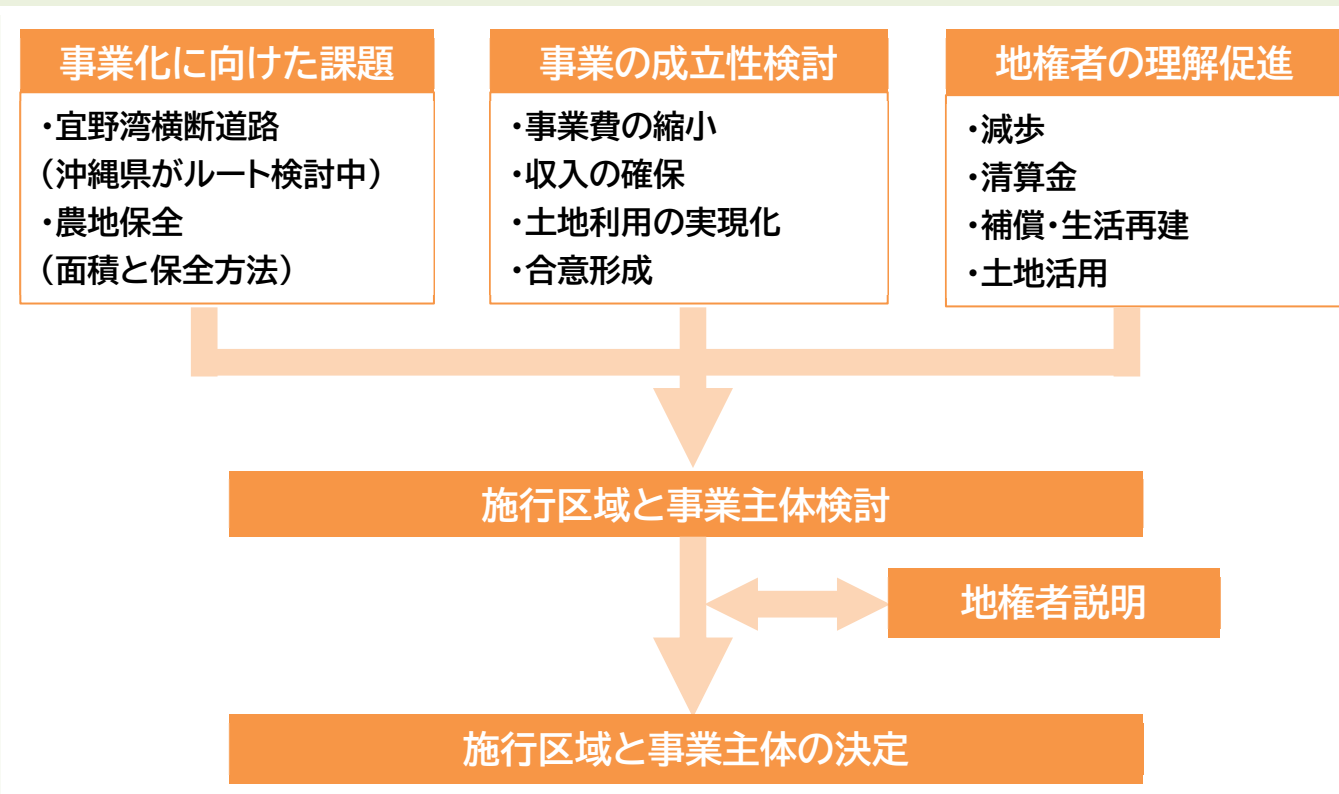 事業化に向けた課題
・宜野湾横断道路
(沖縄県がルート検討中)
・農地保全
(面積と保全方法)
事業の成立性検討
・事業費の縮小
・収入の確保
・土地利用の実現化
・合意形成
地権者の理解促進
・減歩
・清算金
・補償・生活再建
・土地活用
施行区域と事業主体検討
地権者説明
施行区域と事業主体の決定